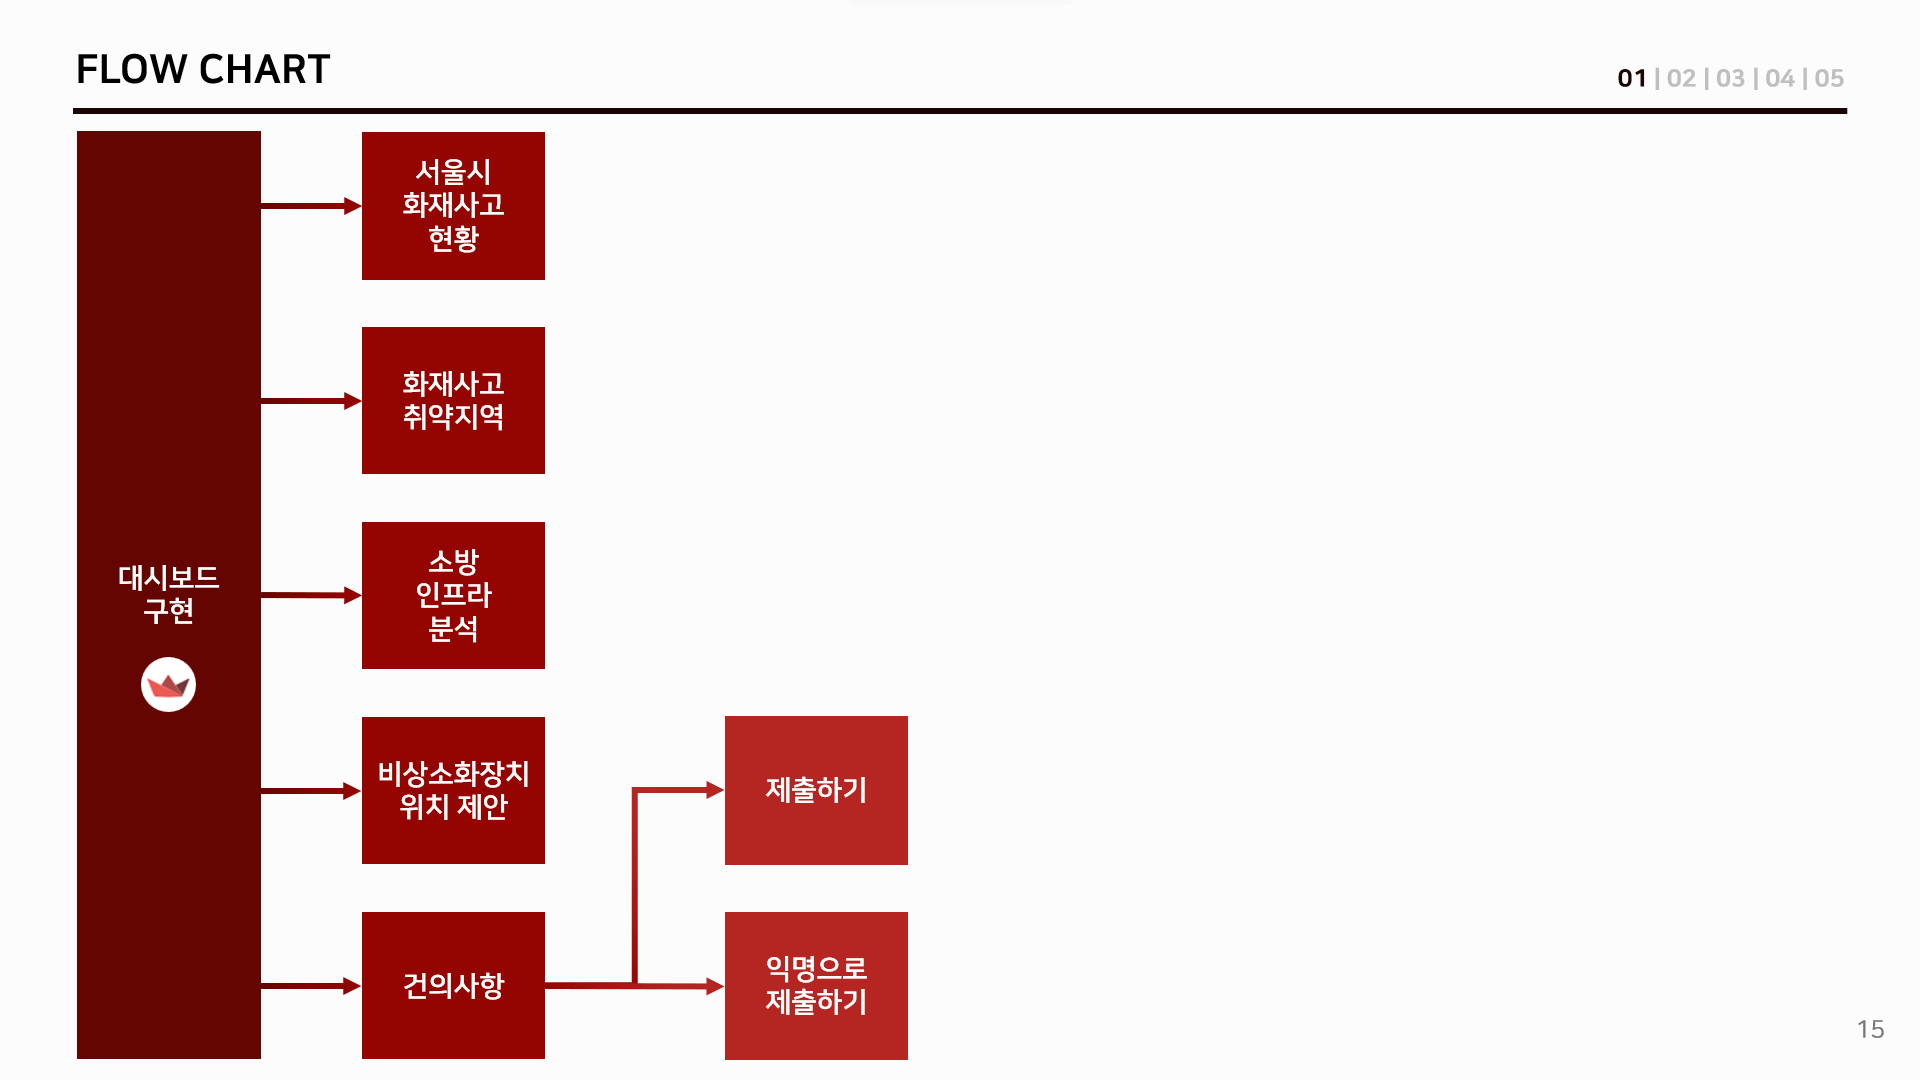 FLOW CHART
01 | 02 | 03 | 04 | 05
대시보드
구현
서울시
화재사고
현황
화재사고
취약지역
소방
인프라
분석
비상소화장치
위치 제안
건의사항
제출하기
익명으로
제출하기
15